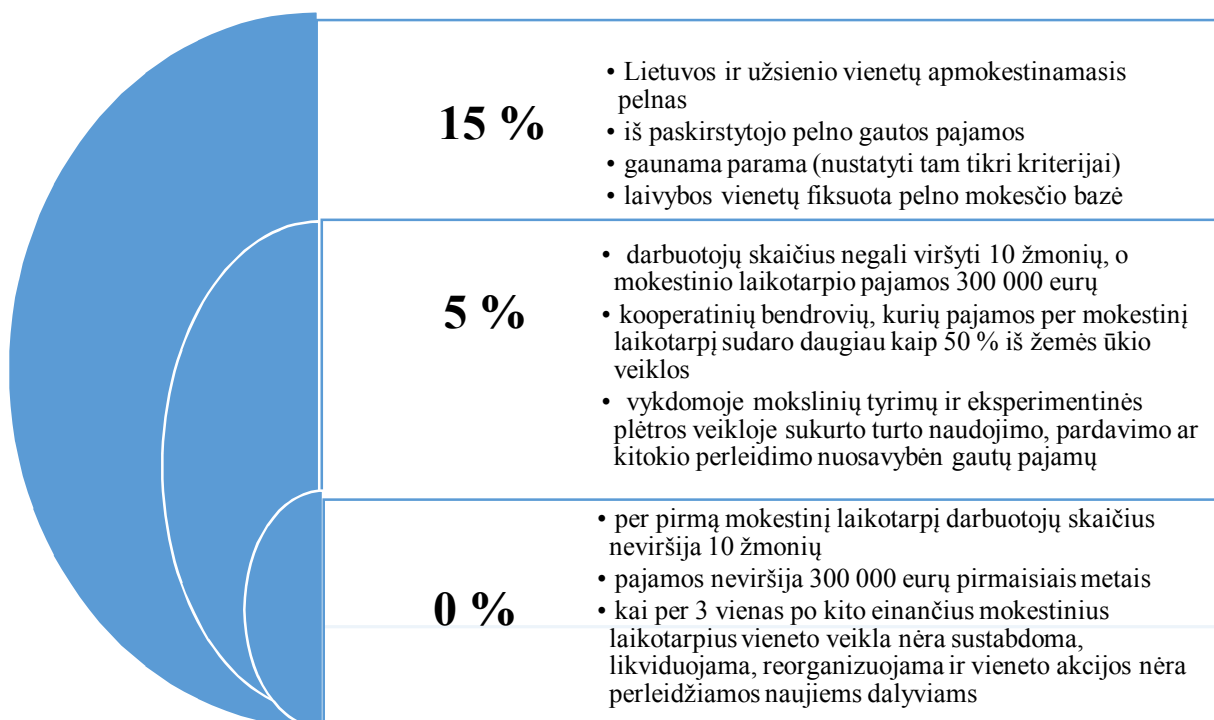 15 %
• Lietuvos ir užsienio vienetų apmokestinamasis
pelnas
• iš paskirstytojo pelno gautos pajamos
• gaunama parama (nustatyti tam tikri kriterijai)
• laivybos vienetų fiksuota pelno mokesčio bazė
5 %
• darbuotojų skaičius negali viršyti 10 žmonių, o
mokestinio laikotarpio pajamos 300 000 eurų
• kooperatinių bendrovių, kurių pajamos per mokestinį
laikotarpį sudaro daugiau kaip 50 % iš žemės ūkio
veiklos
• vykdomoje mokslinių tyrimų ir eksperimentinės
plėtros veikloje sukurto turto naudojimo, pardavimo ar
kitokio perleidimo nuosavybėn gautų pajamų
0 %
• per pirmą mokestinį laikotarpį darbuotojų skaičius
neviršija 10 žmonių
• pajamos neviršija 300 000 eurų pirmaisiais metais
• kai per 3 vienas po kito einančius mokestinius
laikotarpius vieneto veikla nėra sustabdoma,
likviduojama, reorganizuojama ir vieneto akcijos nėra
perleidžiamos naujiems dalyviams